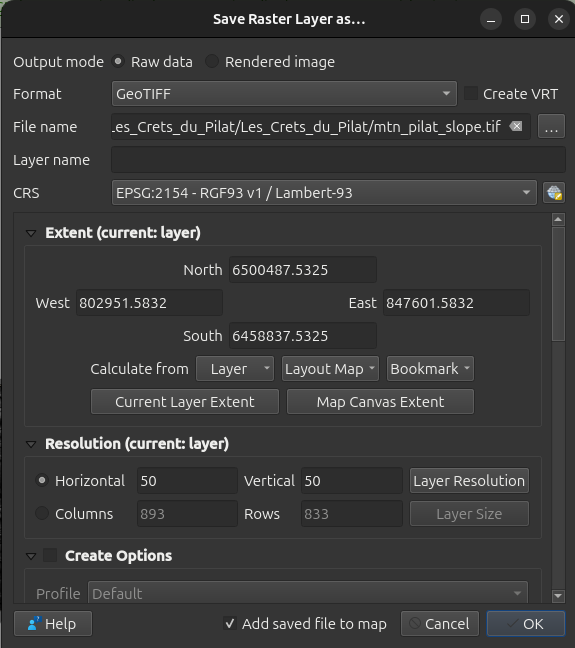 Save Raster Layer as…
Output mode Raw data Rendered image
Format GeoTIFF Create VRT
File name Les_Crets_du_Pilat/Les_Crets_du_Pilat/mtn_pilat_slope.tif …
Layer name
CRS EPSG:2154 - RGF93 v1 / Lambert-93
Extent (current: layer)
North 6500487.5325
West 802951.5832 East 847601.5832
South 6458837.5325
Calculate from Layer Layout Map Bookmark
Current Layer Extent Map Canvas Extent
Resolution (current: layer)
Horizontal 50 Vertical 50 Layer Resolution
Columns 893 Rows 833 Layer Size
Create Options
Profile Default
Help Add saved file to map Cancel OK